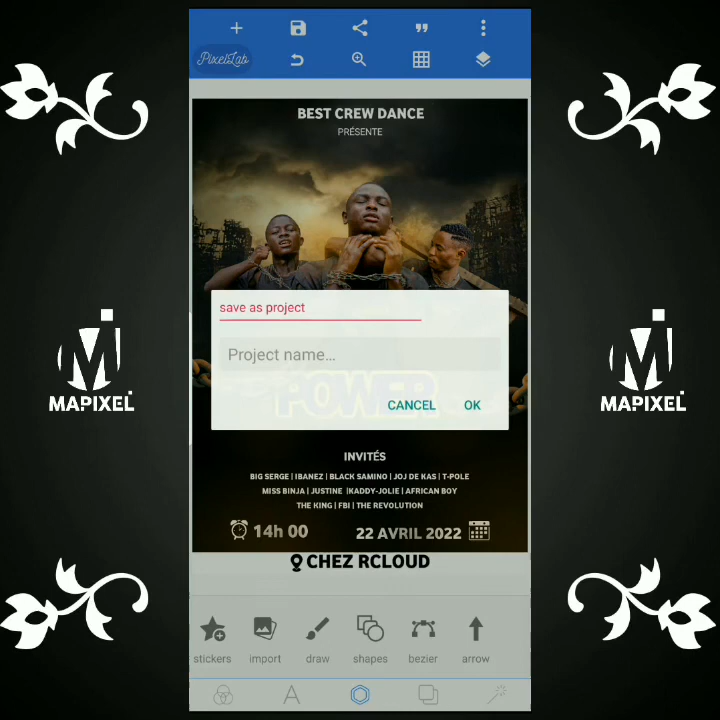 PixelLab
BEST CREW DANCE
PRÉSENTE
save as project
Project name...
POWER
CANCEL OK
INVITÉS
BIG SERGE | IBANEZ | BLACK SAMINO | JOJ DE KAS | T-POLE
MISS BINJA | JUSTINE |KADDY-JOLIE | AFRICAN BOY
THE KING | FBI | THE REVOLUTION
14h 00 22 AVRIL 2022
CHEZ RCLOUD
stickers import draw shapes bezier arrow
MAPIXEL
MAPIXEL